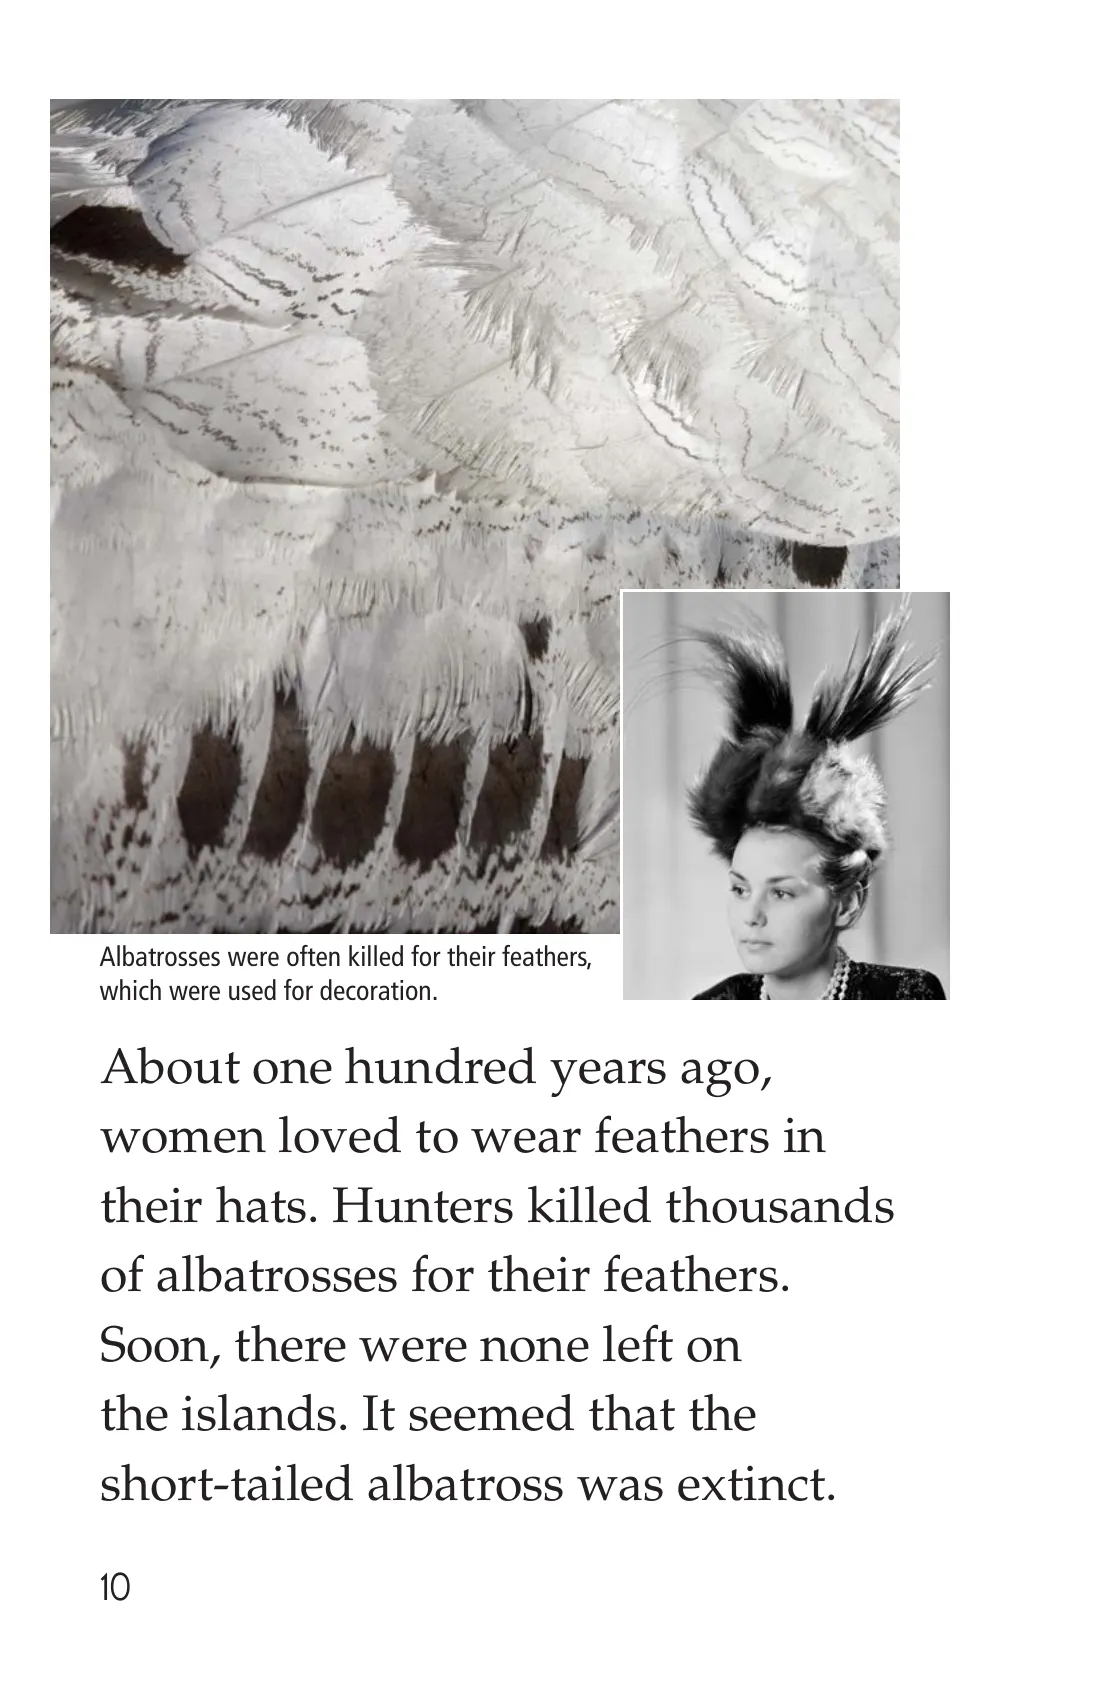 Albatrosses were often killed for their feathers,
which were used for decoration.
About one hundred years ago,
women loved to wear feathers in
their hats. Hunters killed thousands
of albatrosses for their feathers.
Soon, there were none left on
the islands. It seemed that the
short-tailed albatross was extinct.
10